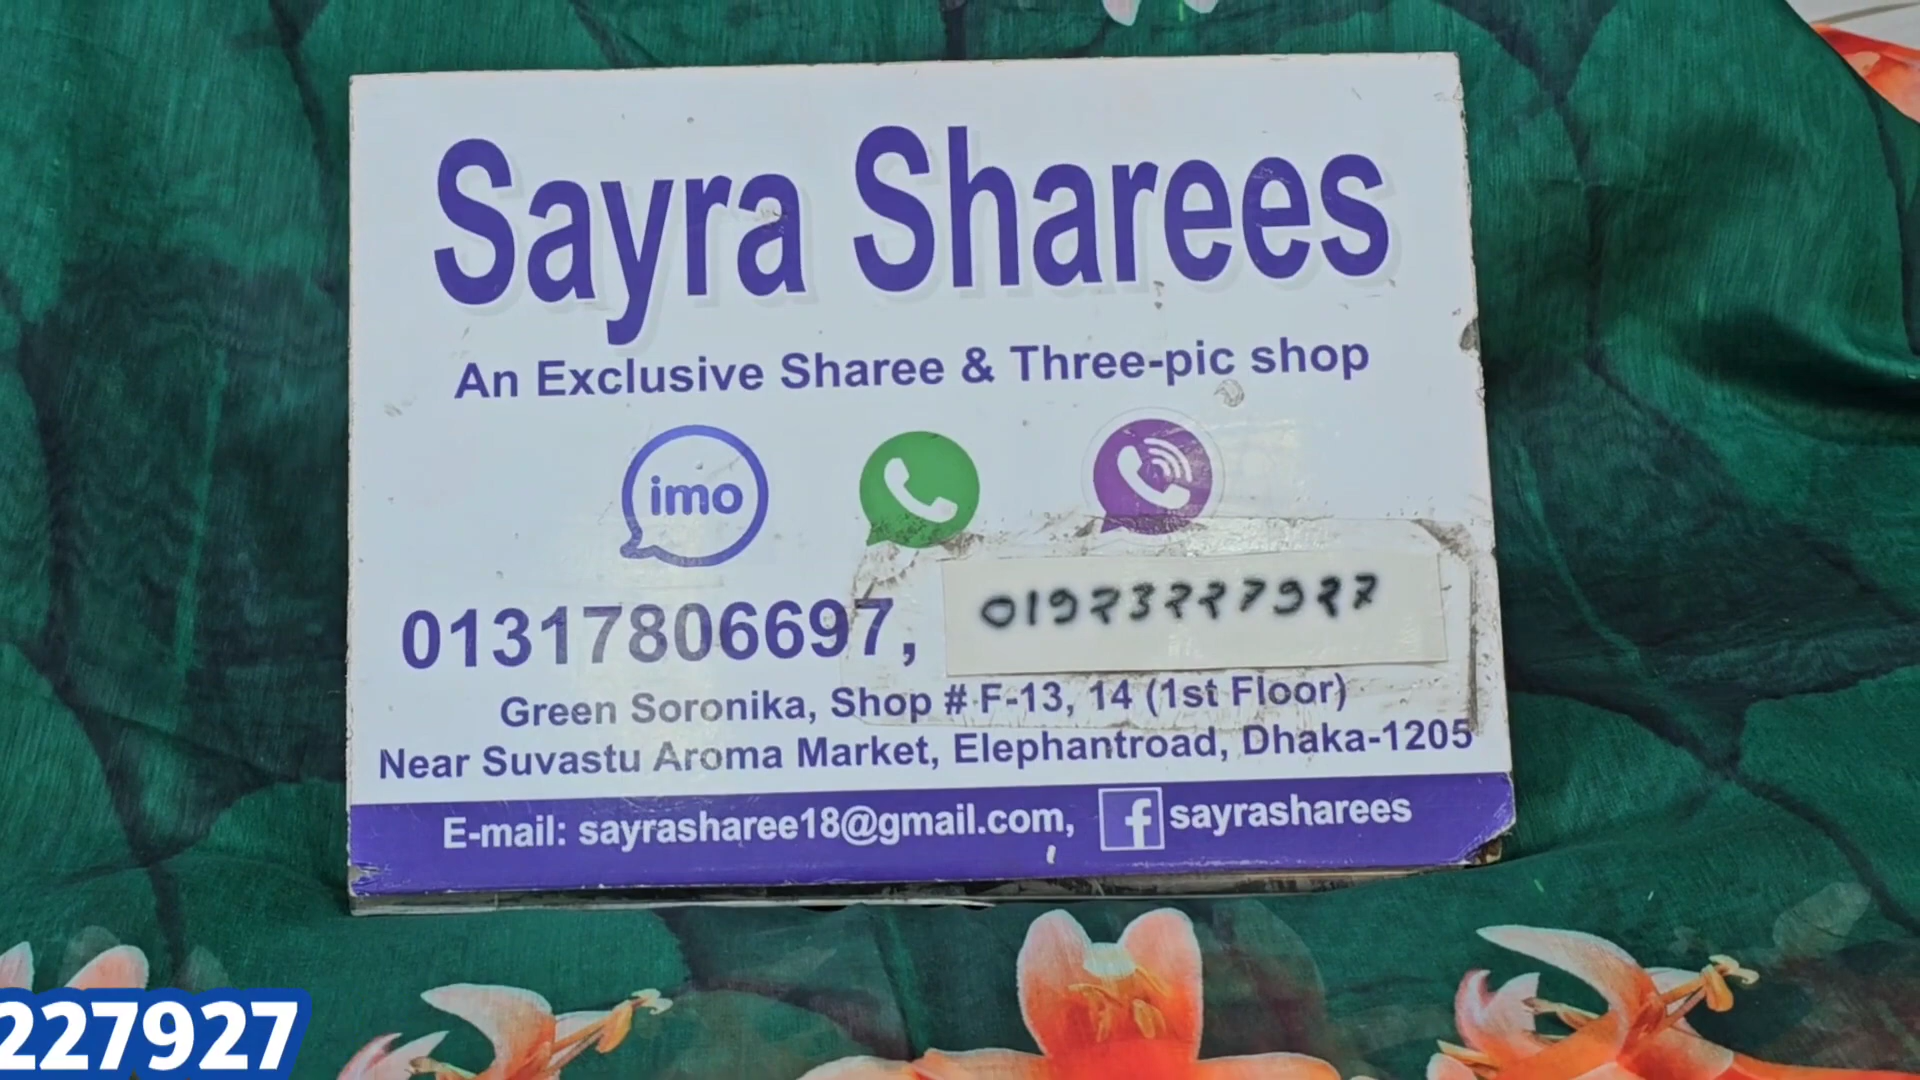 Sayra Sharees
An Exclusive Sharee & Three-pic shop
imo
01317806697, 01923227927
Green Soronika, Shop # F-13, 14 (1st Floor)
Near Suvastu Aroma Market, Elephantroad, Dhaka-1205
E-mail: sayrasharee18@gmail.com, f sayrasharees
227927